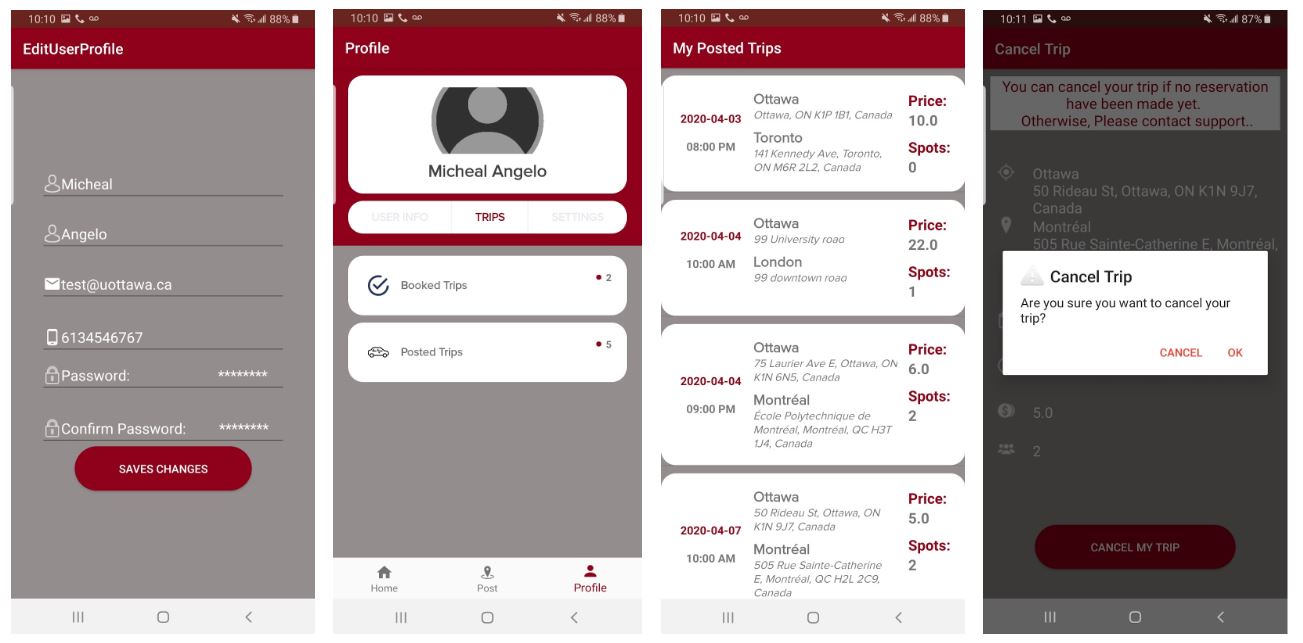 10:10 88%
EditUserProfile
Micheal
Angelo
test@uottawa.ca
6134546767
Password: ********
Confirm Password: ********
SAVES CHANGES
10:10 88%
Profile
Micheal Angelo
USER INFO TRIPS SETTINGS
Booked Trips 2
Posted Trips 5
Home Post Profile
10:10 88%
My Posted Trips
2020-04-03
08:00 PM
Ottawa
Ottawa, ON K1P 1B1, Canada
Toronto
141 Kennedy Ave, Toronto,
ON M6R 2L2, Canada
Price:
10.0
Spots:
0
2020-04-04
10:00 AM
Ottawa
99 University road
London
99 downtown road
Price:
22.0
Spots:
1
2020-04-04
09:00 PM
Ottawa
75 Laurier Ave E, Ottawa, ON
K1N 6N5, Canada
Montréal
École Polytechnique de
Montréal, Montréal, QC H3T
1J4, Canada
Price:
6.0
Spots:
2
2020-04-07
10:00 AM
Ottawa
50 Rideau St, Ottawa, ON
K1N 9J7, Canada
Montréal
505 Rue Sainte-Catherine
E, Montréal, QC H2L 2C9,
Canada
Price:
5.0
Spots:
2
10:11 87%
Cancel Trip
You can cancel your trip if no reservation
have been made yet.
Otherwise, Please contact support..
Ottawa
50 Rideau St, Ottawa, ON K1N 9J7,
Canada
Montréal
505 Rue Sainte-Catherine E, Montréal,
Cancel Trip
Are you sure you want to cancel your
trip?
CANCEL OK
5.0
2
CANCEL MY TRIP